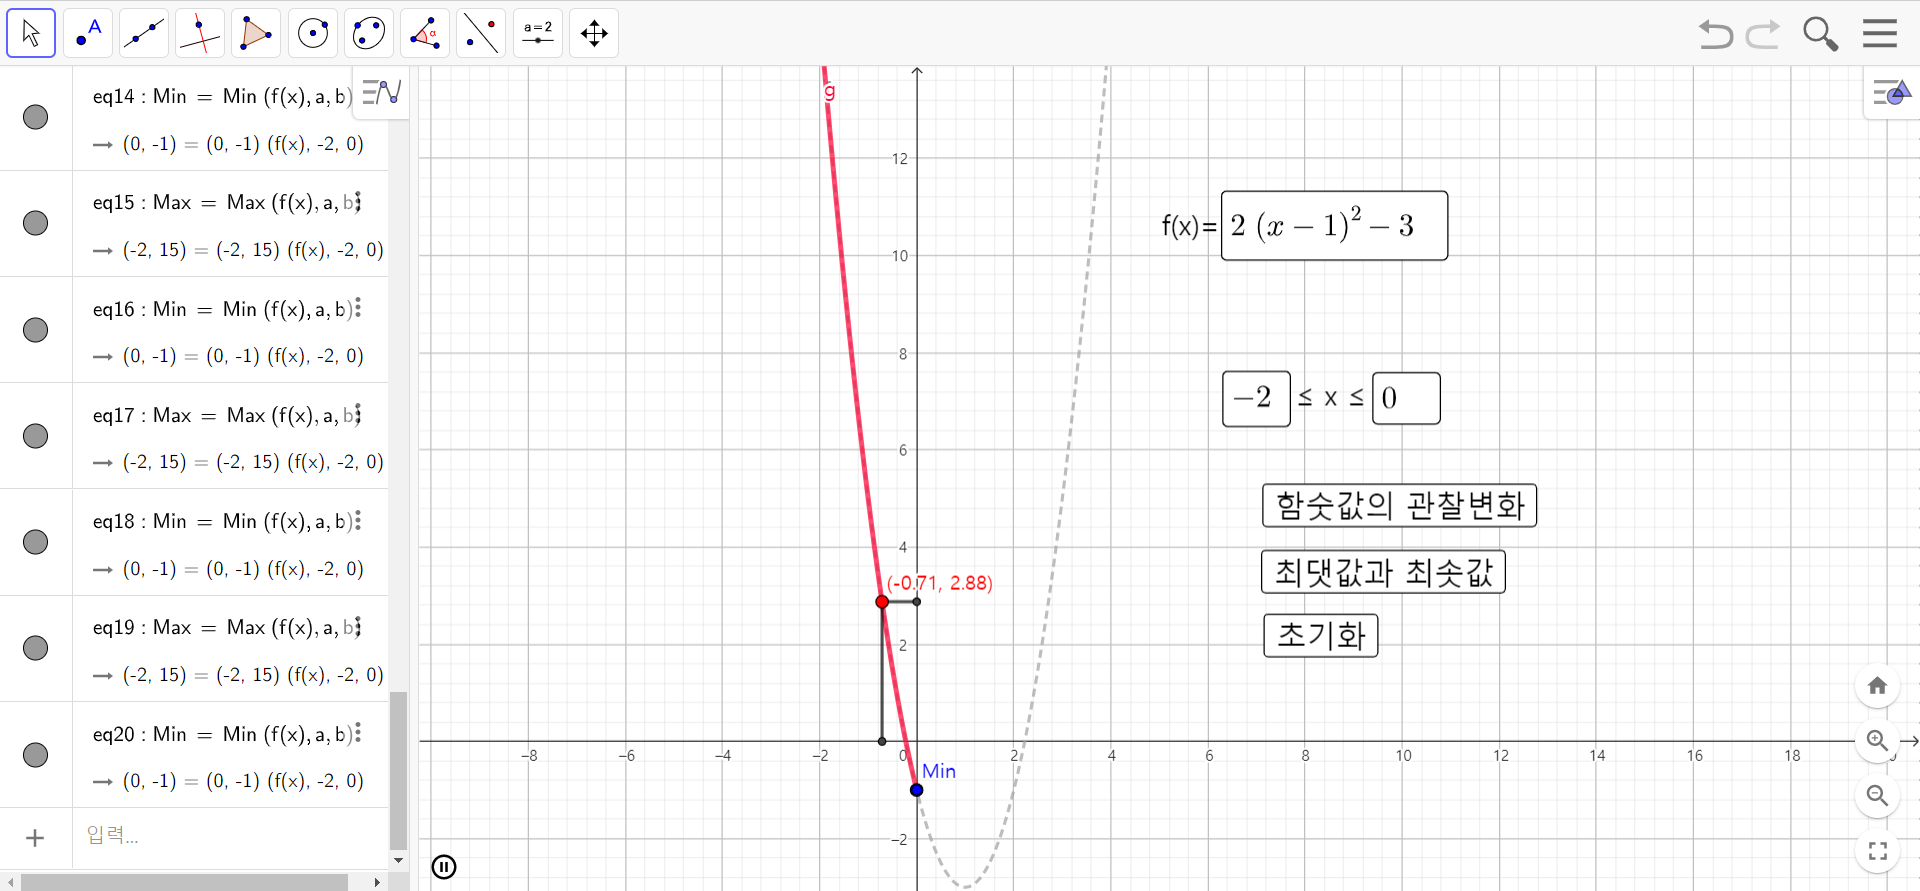 A
α
a=2
eq14 : Min = Min (f(x), a, b)
→ (0, -1) = (0, -1) (f(x), -2, 0)
eq15 : Max = Max (f(x), a, b)
→ (-2, 15) = (-2, 15) (f(x), -2, 0)
eq16 : Min = Min (f(x), a, b)
→ (0, -1) = (0, -1) (f(x), -2, 0)
eq17 : Max = Max (f(x), a, b)
→ (-2, 15) = (-2, 15) (f(x), -2, 0)
eq18 : Min = Min (f(x), a, b)
→ (0, -1) = (0, -1) (f(x), -2, 0)
eq19 : Max = Max (f(x), a, b)
→ (-2, 15) = (-2, 15) (f(x), -2, 0)
eq20 : Min = Min (f(x), a, b)
→ (0, -1) = (0, -1) (f(x), -2, 0)
입력...
g
12
10
8
6
4
2
−2
(-0.71, 2.88)
Min
−8 −6 −4 −2 0 2 4 6 8 10 12 14 16 18
f(x)= 2 (x − 1)² − 3
−2 ≤ x ≤ 0
함숫값의 관찰변화
최댓값과 최솟값
초기화